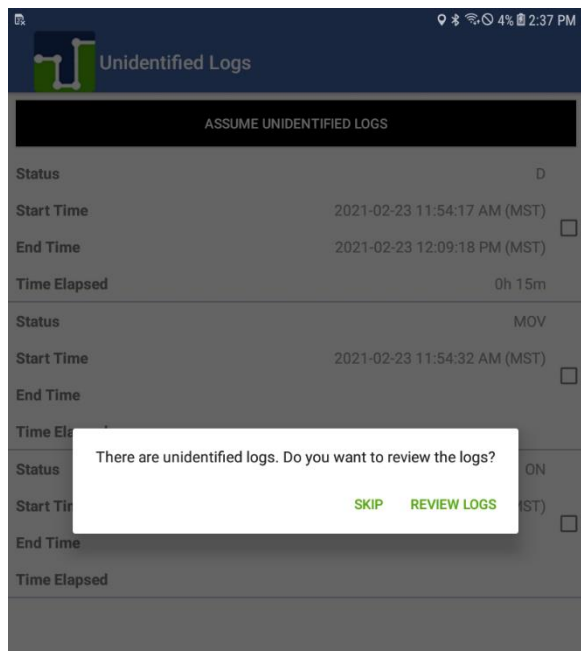 4% 2:37 PM
Unidentified Logs
ASSUME UNIDENTIFIED LOGS
Status D
Start Time 2021-02-23 11:54:17 AM (MST)
End Time 2021-02-23 12:09:18 PM (MST)
Time Elapsed 0h 15m
Status MOV
Start Time 2021-02-23 11:54:32 AM (MST)
End Time
Time
There are unidentified logs. Do you want to review the logs?
Status ON
SKIP REVIEW LOGS
Start
End Time
Time Elapsed